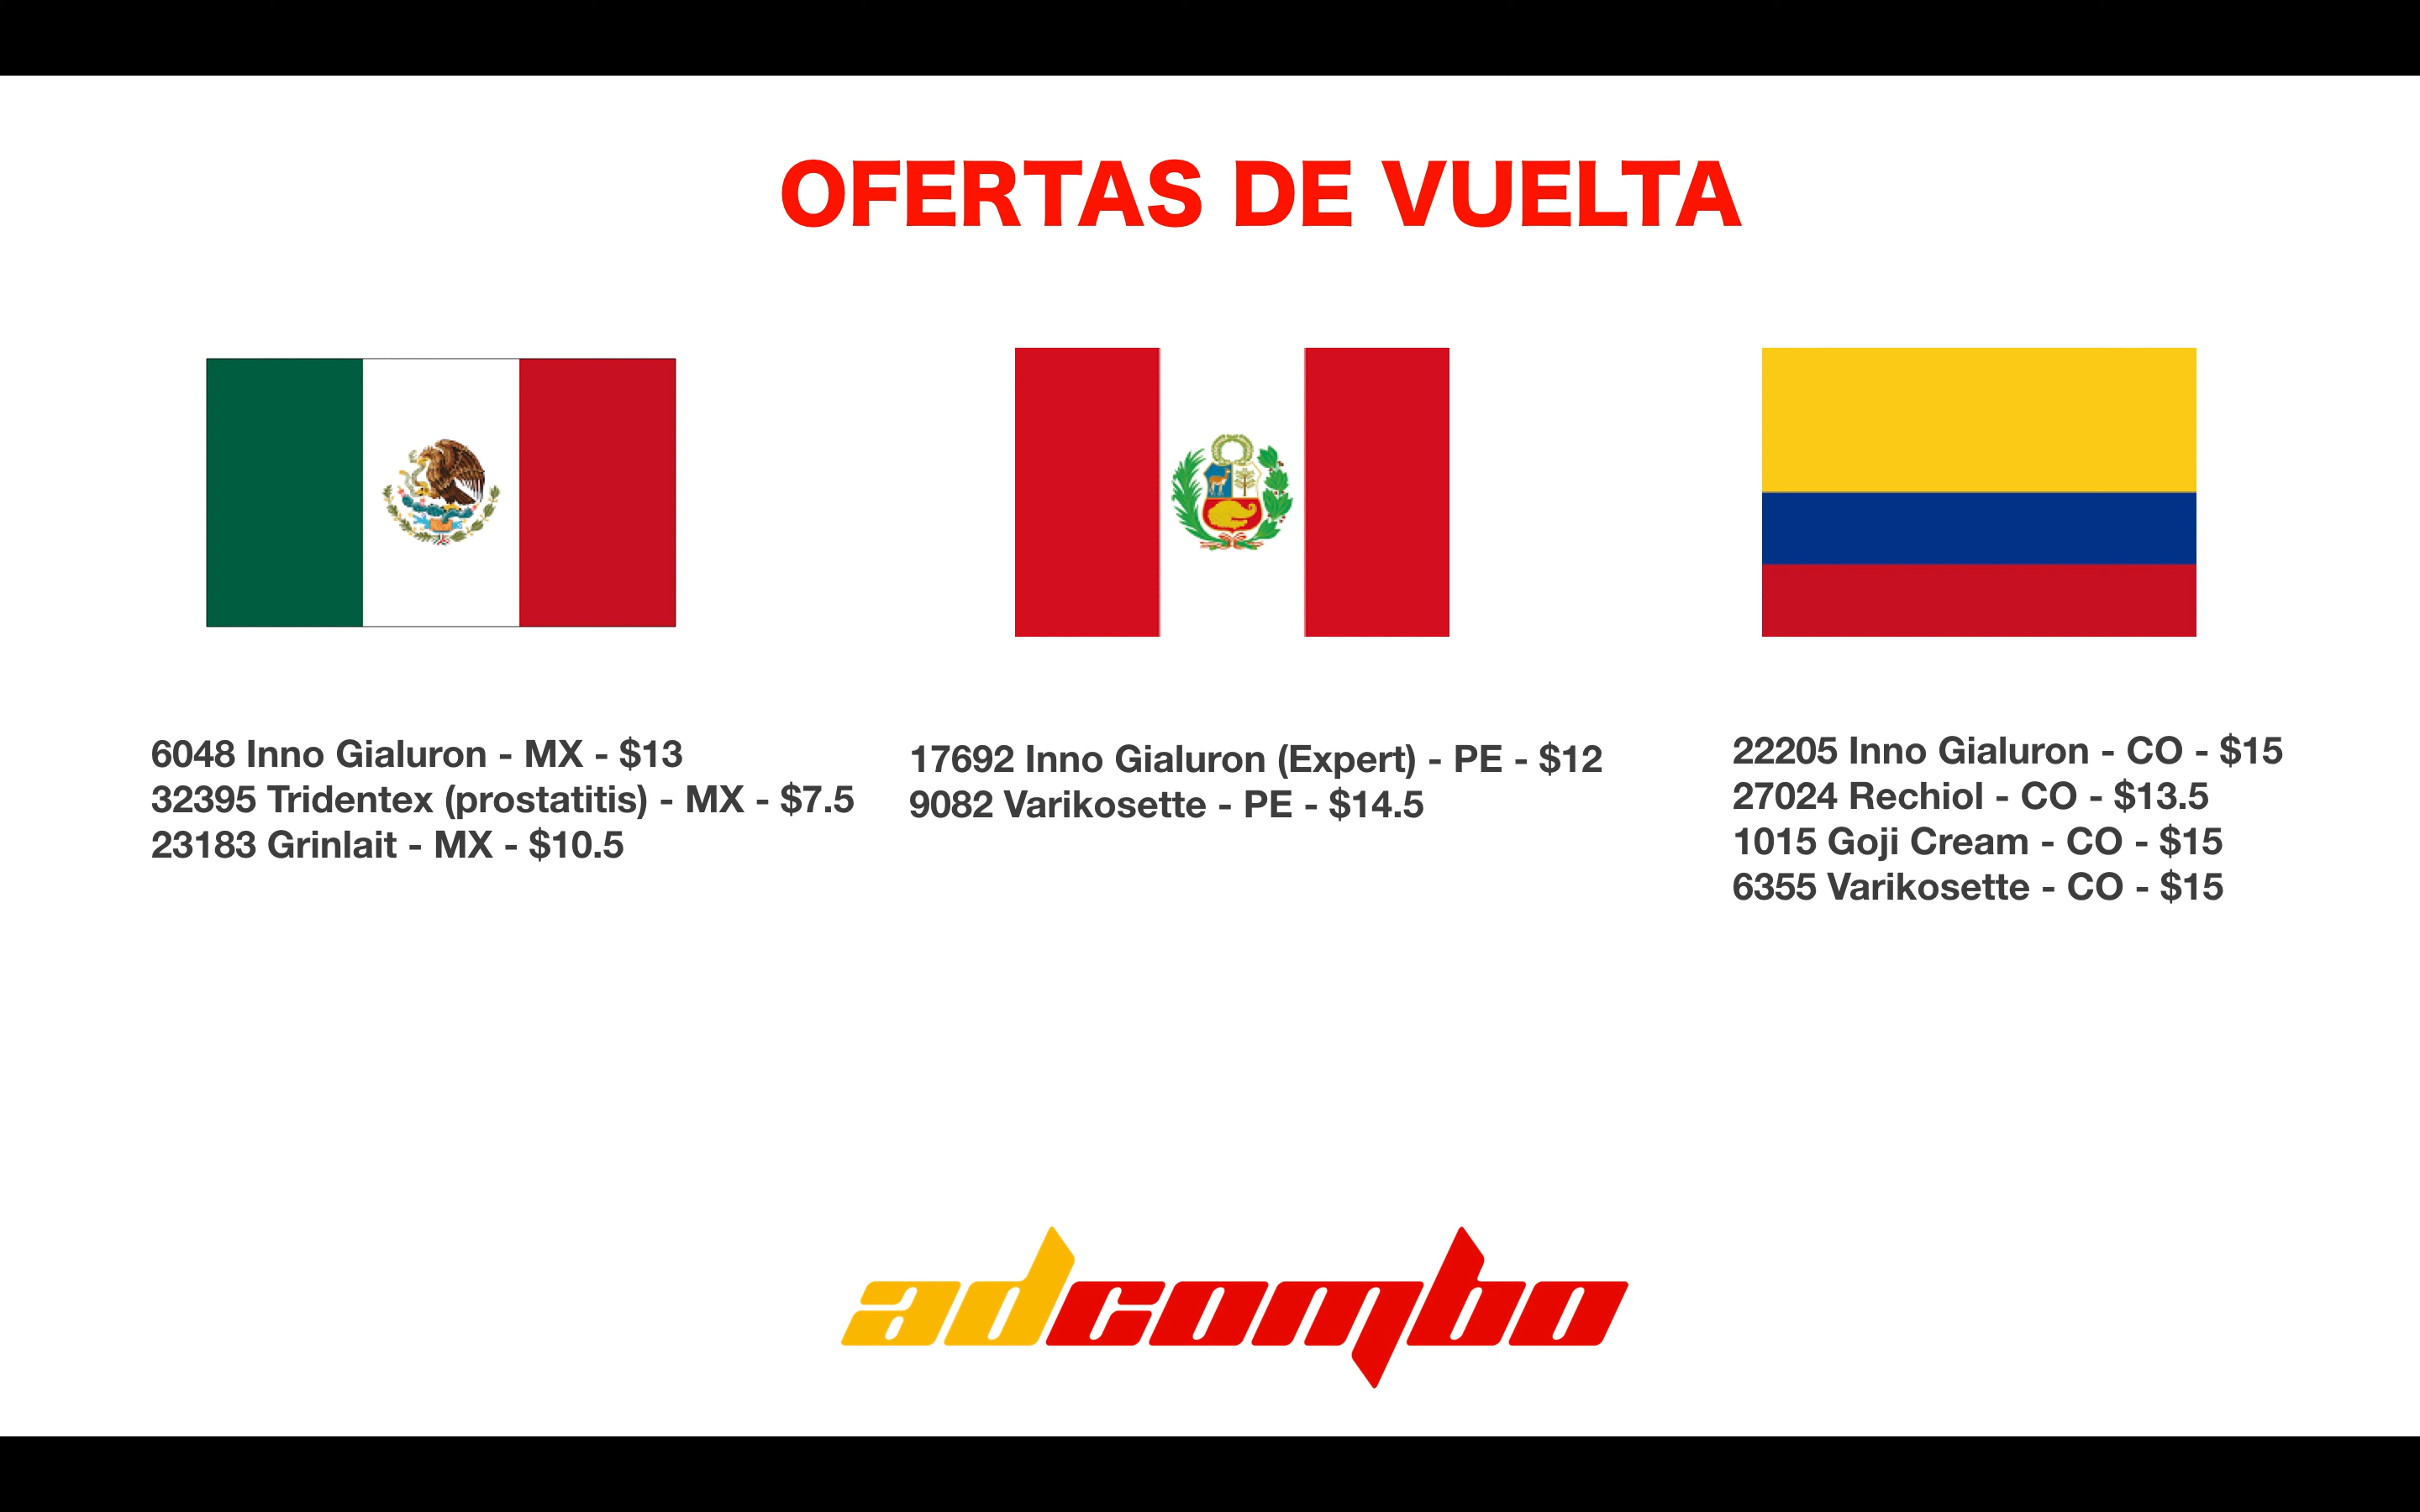 OFERTAS DE VUELTA
6048 Inno Gialuron - MX - $13
32395 Tridentex (prostatitis) - MX - $7.5
23183 Grinlait - MX - $10.5
17692 Inno Gialuron (Expert) - PE - $12
9082 Varikosette - PE - $14.5
22205 Inno Gialuron - CO - $15
27024 Rechiol - CO - $13.5
1015 Goji Cream - CO - $15
6355 Varikosette - CO - $15
adcombo